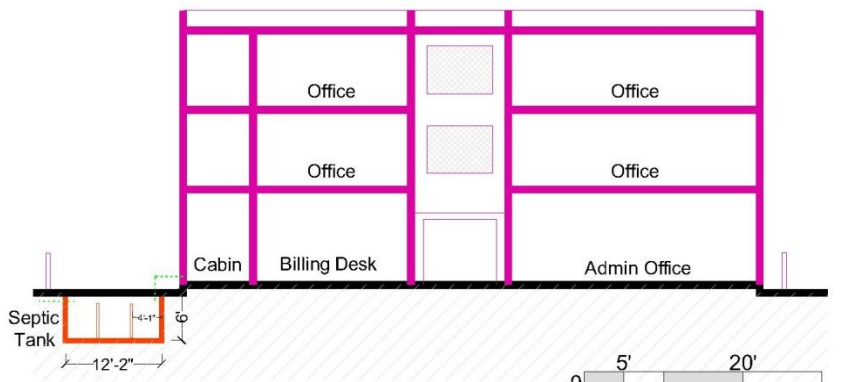 Office
Office
Office
Office
Cabin
Billing Desk
Admin Office
Septic
Tank
4'-1"
6'
12'-2"
5'
20'
0